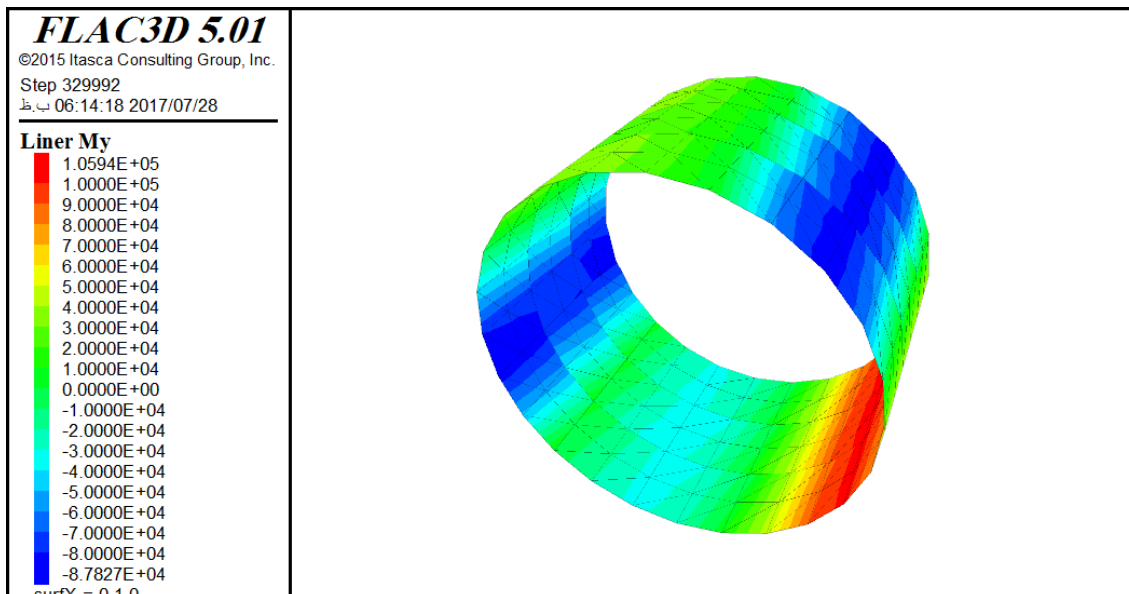 FLAC3D 5.01
©2015 Itasca Consulting Group, Inc.
Step 329992
ب.ظ 06:14:18 2017/07/28
Liner My
1.0594E+05
1.0000E+05
9.0000E+04
8.0000E+04
7.0000E+04
6.0000E+04
5.0000E+04
4.0000E+04
3.0000E+04
2.0000E+04
1.0000E+04
0.0000E+00
-1.0000E+04
-2.0000E+04
-3.0000E+04
-4.0000E+04
-5.0000E+04
-6.0000E+04
-7.0000E+04
-8.0000E+04
-8.7827E+04
surfX = 0,1,0